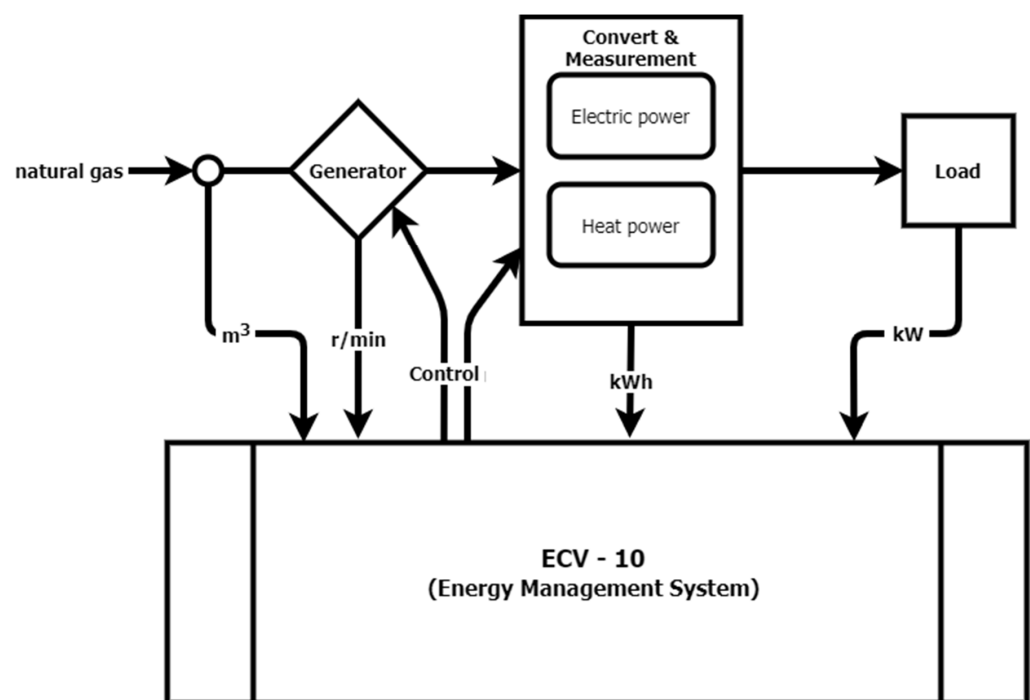 Convert &
Measurement
Electric power
natural gas
Generator
Load
Heat power
m³
r/min
kW
Control
kWh
ECV - 10
(Energy Management System)